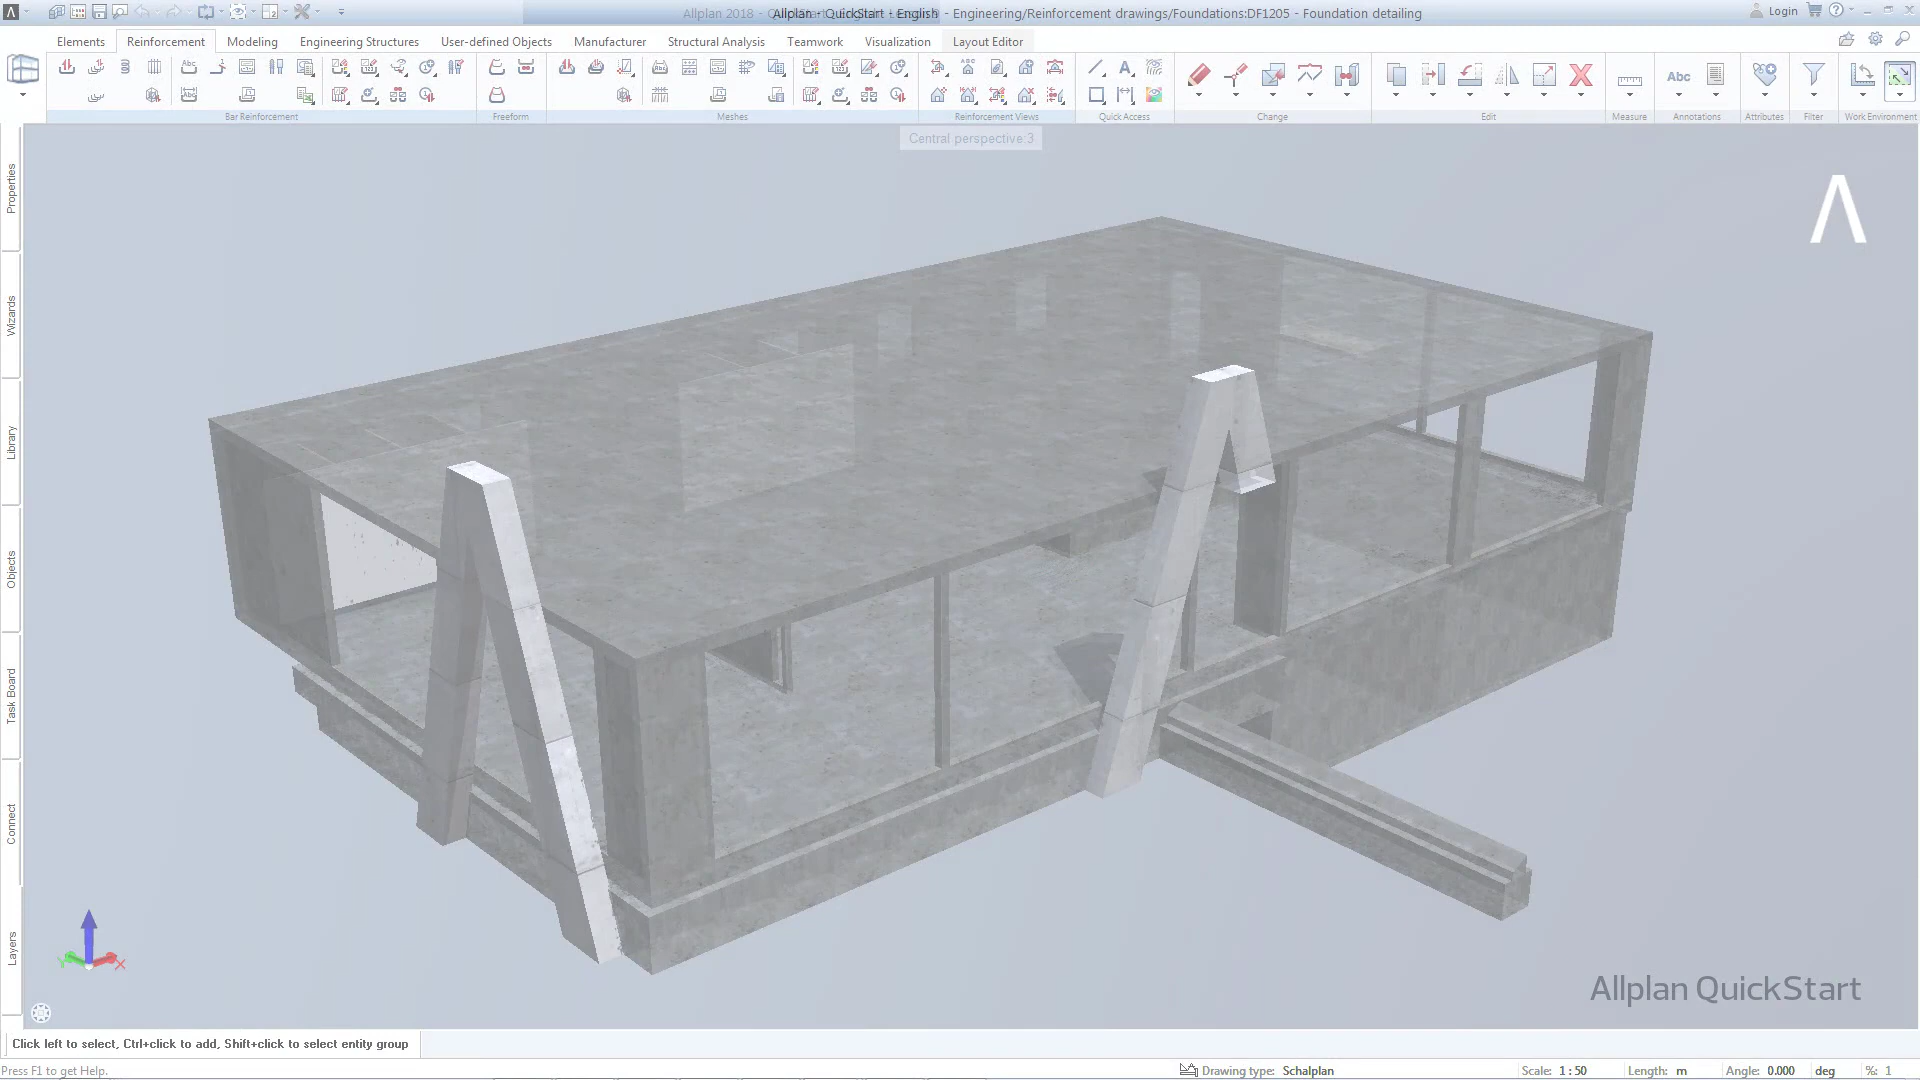 Allplan - QuickStart - English - Engineering/Reinforcement drawings/Foundations:DF1205 - Foundation detailing
Login
Elements
Reinforcement
Modeling
Engineering Structures
User-defined Objects
Manufacturer
Structural Analysis
Teamwork
Visualization
Layout Editor
Abc
Bar Reinforcement
Freeform
Meshes
Reinforcement Views
Quick Access
Change
Edit
Measure
Annotations
Attributes
Filter
Work Environment
Central perspective:3
Properties
Wizards
Library
Objects
Task Board
Connect
Layers
Allplan QuickStart
Click left to select, Ctrl+click to add, Shift+click to select entity group
Press F1 to get Help.
Drawing type: Schalplan
Scale: 1 : 50
Length: m
Angle: 0.000 deg
%: 1